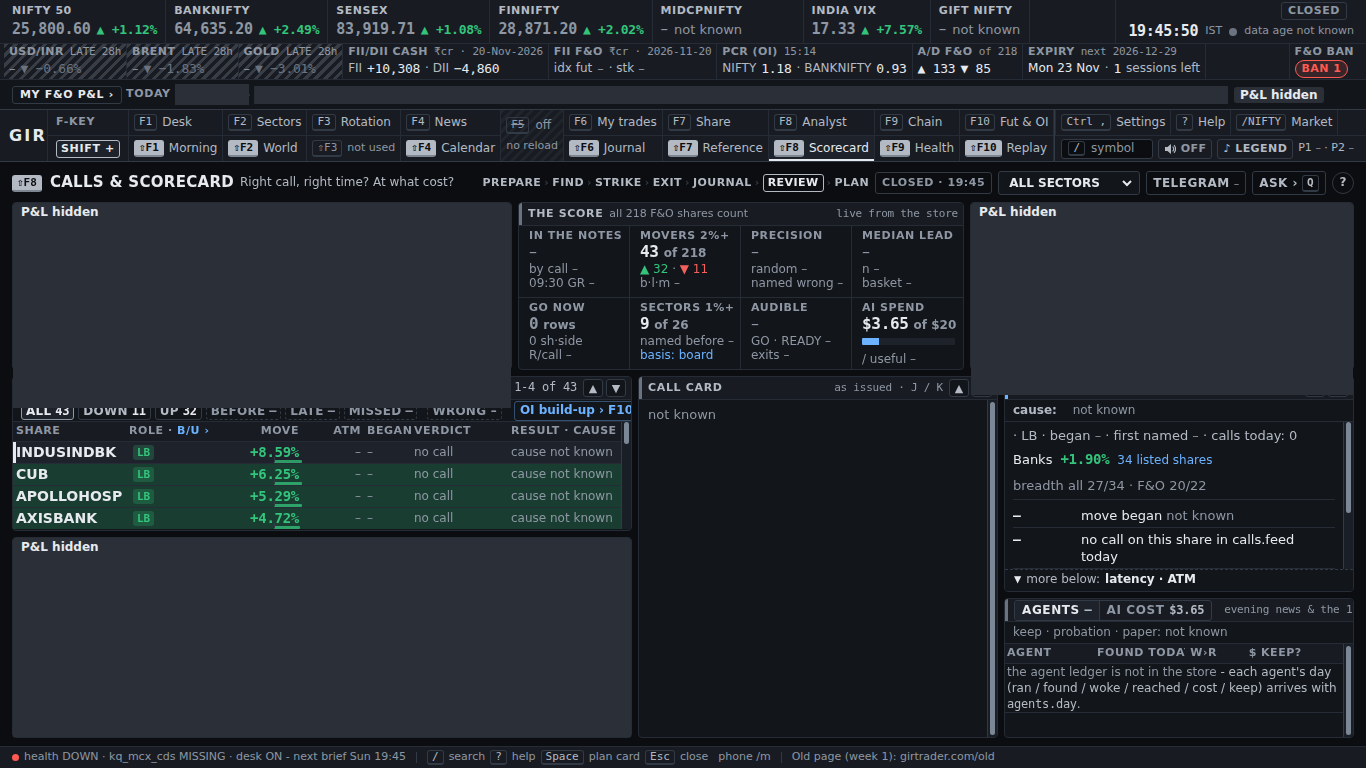 NIFTY 50 BANKNIFTY SENSEX FINNIFTY MIDCPNIFTY INDIA VIX GIFT NIFTY CLOSED
25,800.60 ▲ +1.12% 64,635.20 ▲ +2.49% 83,919.71 ▲ +1.08% 28,871.20 ▲ +2.02% – not known 17.33 ▲ +7.57% – not known 19:45:50 IST ● data age not known
USD/INR LATE 28h BRENT LATE 28h GOLD LATE 28h FII/DII CASH ₹cr · 20-Nov-2026 FII F&O ₹cr · 2026-11-20 PCR (OI) 15:14 A/D F&O of 218 EXPIRY next 2026-12-29 F&O BAN
– ▼ −0.66% – ▼ −1.83% – ▼ −3.01% FII +10,308 · DII −4,860 idx fut – · stk – NIFTY 1.18 · BANKNIFTY 0.93 ▲ 133 ▼ 85 Mon 23 Nov · 1 sessions left BAN 1
MY F&O P&L › TODAY P&L hidden
GIR F-KEY F1 Desk F2 Sectors F3 Rotation F4 News F5 off F6 My trades F7 Share F8 Analyst F9 Chain F10 Fut & OI Ctrl , Settings ? Help /NIFTY Market
SHIFT + ⇧F1 Morning ⇧F2 World ⇧F3 not used ⇧F4 Calendar no reload ⇧F6 Journal ⇧F7 Reference ⇧F8 Scorecard ⇧F9 Health ⇧F10 Replay / symbol OFF ♪ LEGEND P1 – · P2 –
⇧F8 CALLS & SCORECARD Right call, right time? At what cost? PREPARE › FIND › STRIKE › EXIT › JOURNAL › REVIEW › PLAN CLOSED · 19:45 ALL SECTORS TELEGRAM – ASK › Q ?
P&L hidden
THE SCORE all 218 F&O shares count live from the store
IN THE NOTES MOVERS 2%+ PRECISION MEDIAN LEAD
– 43 of 218 – –
by call – ▲ 32 · ▼ 11 random – n –
09:30 GR – b·l·m – named wrong – basket –
GO NOW SECTORS 1%+ AUDIBLE AI SPEND
0 rows 9 of 26 – $3.65 of $20
0 sh·side named before – GO · READY –
R/call – basis: board exits – / useful –
P&L hidden
1-4 of 43 ▲ ▼
ALL 43 DOWN 11 UP 32 BEFORE – LATE – MISSED – WRONG – OI build-up › F10
SHARE ROLE · B/U › MOVE ATM BEGAN VERDICT RESULT · CAUSE
INDUSINDBK LB +8.59% – – no call cause not known
CUB LB +6.25% – – no call cause not known
APOLLOHOSP LB +5.29% – – no call cause not known
AXISBANK LB +4.72% – – no call cause not known
P&L hidden
CALL CARD as issued · J / K ▲
not known
cause: not known
· LB · began – · first named – · calls today: 0
Banks +1.90% 34 listed shares
breadth all 27/34 · F&O 20/22
– move began not known
– no call on this share in calls.feed
today
▼ more below: latency · ATM
AGENTS – AI COST $3.65 evening news & the 1
keep · probation · paper: not known
AGENT FOUND TODA W›R $ KEEP?
the agent ledger is not in the store - each agent's day
(ran / found / woke / reached / cost / keep) arrives with
agents.day.
● health DOWN · kq_mcx_cds MISSING · desk ON - next brief Sun 19:45 / search ? help Space plan card Esc close phone /m Old page (week 1): girtrader.com/old